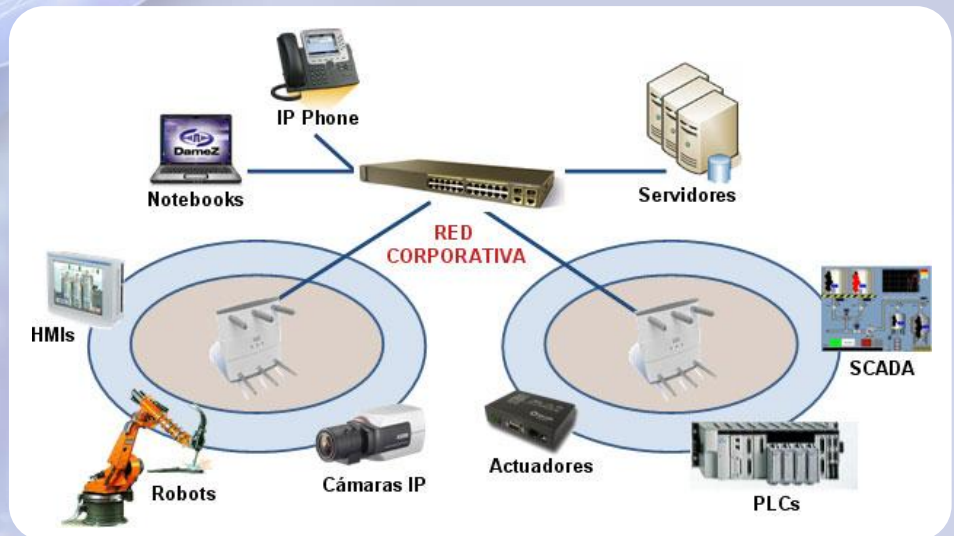 IP Phone
DameZ
Notebooks
Servidores
RED
CORPORATIVA
HMIs
SCADA
Robots
Cámaras IP
Actuadores
PLCs